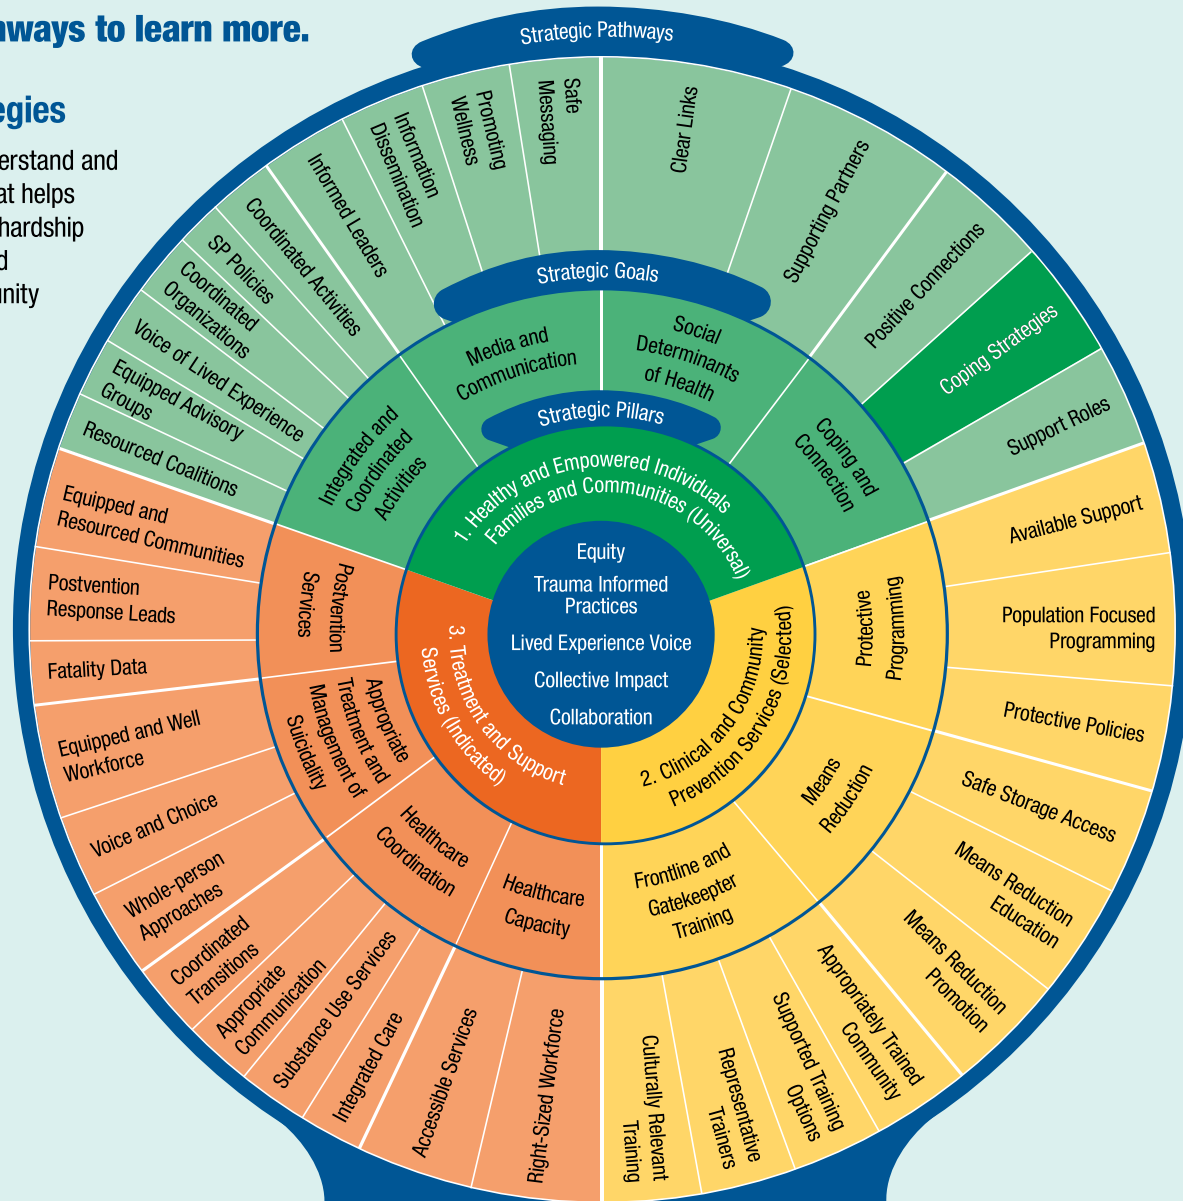 nways to learn more.
egies
erstand and
at helps
hardship
d
unity
Strategic Pathways
Safe
Messaging
Promoting
Wellness
Information
Dissemination
Informed Leaders
Coordinated Activities
SP Policies
Coordinated
Organizations
Voice of Lived Experience
Equipped Advisory
Groups
Resourced Coalitions
Clear Links
Supporting Partners
Positive Connections
Coping Strategies
Support Roles
Strategic Goals
Media and
Communication
Social
Determinants
of Health
Integrated and
Coordinated
Activities
Coping and
Connection
Strategic Pillars
1. Healthy and Empowered Individuals
Families and Communities (Universal)
Equity
Trauma Informed
Practices
Lived Experience Voice
Collective Impact
Collaboration
2. Clinical and Community
Prevention Services (Selected)
3. Treatment and Support
Services (Indicated)
Protective
Programming
Means
Reduction
Frontline and
Gatekeeper
Training
Available Support
Population Focused
Programming
Protective Policies
Safe Storage Access
Means Reduction
Education
Means Reduction
Promotion
Appropriately Trained
Community
Supported Training
Options
Representative
Trainers
Culturally Relevant
Training
Postvention
Services
Appropriate
Treatment and
Management of
Suicidality
Healthcare
Coordination
Healthcare
Capacity
Equipped and
Resourced Communities
Postvention
Response Leads
Fatality Data
Equipped and Well
Workforce
Voice and Choice
Whole-person
Approaches
Coordinated
Transitions
Appropriate
Communication
Substance Use Services
Integrated Care
Accessible Services
Right-Sized Workforce